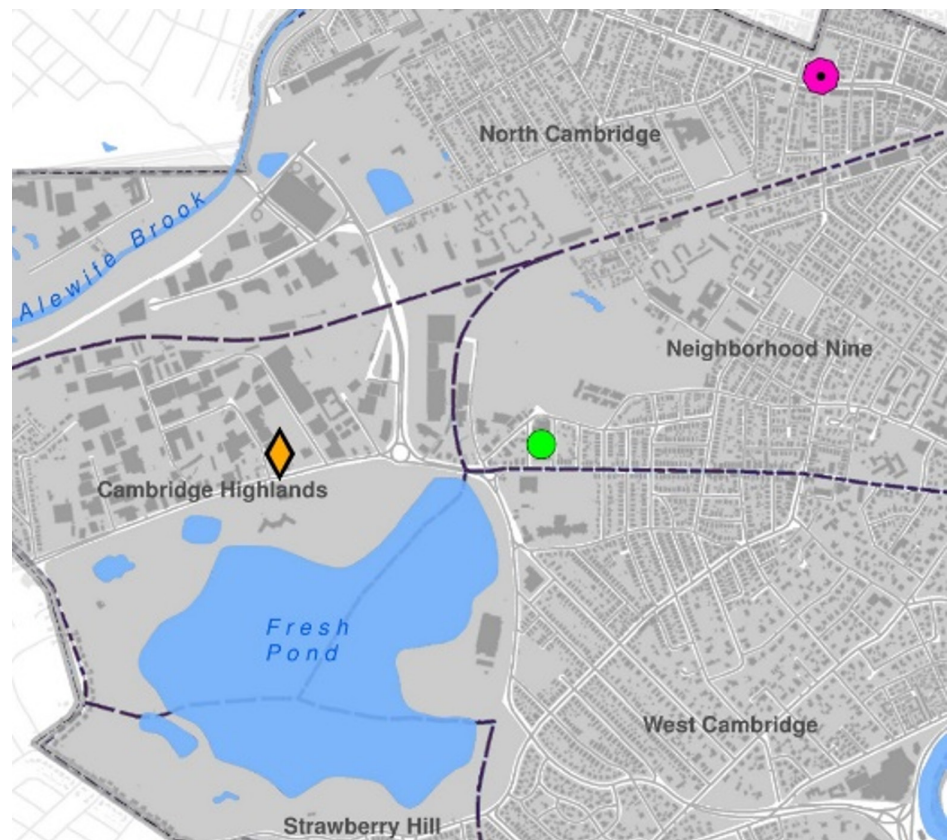 North Cambridge
Alewife Brook
Neighborhood Nine
Cambridge Highlands
Fresh
Pond
West Cambridge
Strawberry Hill